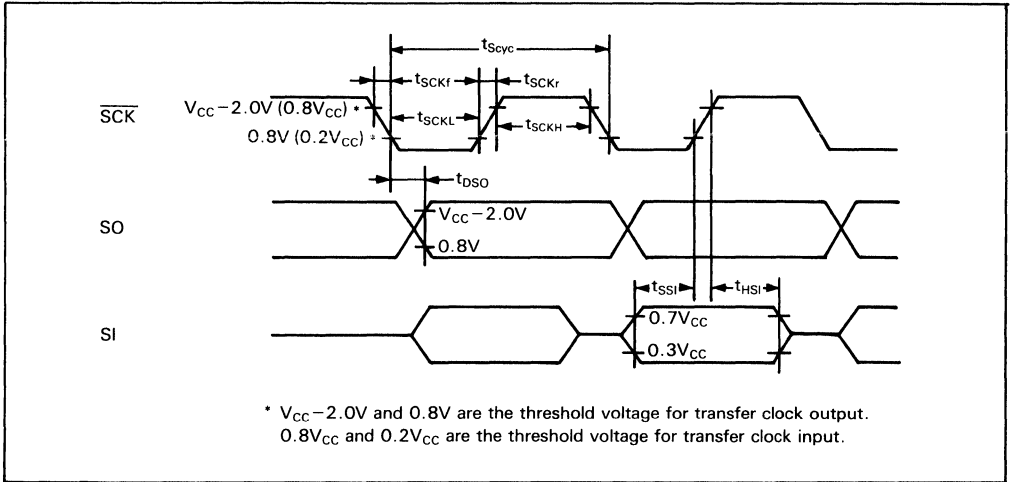 tScyc
tSCKf tSCKr
SCK
VCC−2.0V (0.8VCC) *
tSCKL
tSCKH
0.8V (0.2VCC) *
tDSO
SO
VCC−2.0V
0.8V
tSSI tHSI
SI
0.7VCC
0.3VCC
* VCC−2.0V and 0.8V are the threshold voltage for transfer clock output.
0.8VCC and 0.2VCC are the threshold voltage for transfer clock input.